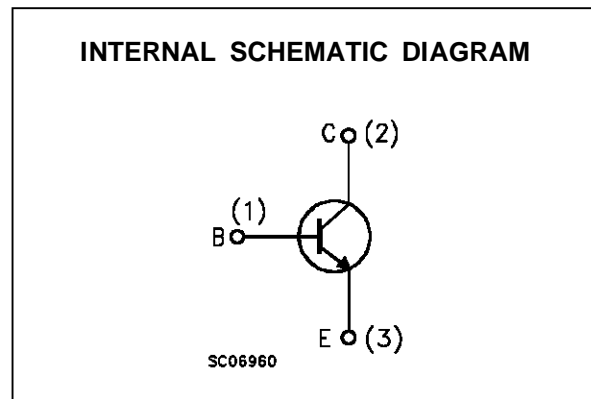 INTERNAL SCHEMATIC DIAGRAM
C (2)
(1)
B
E (3)
SC06960